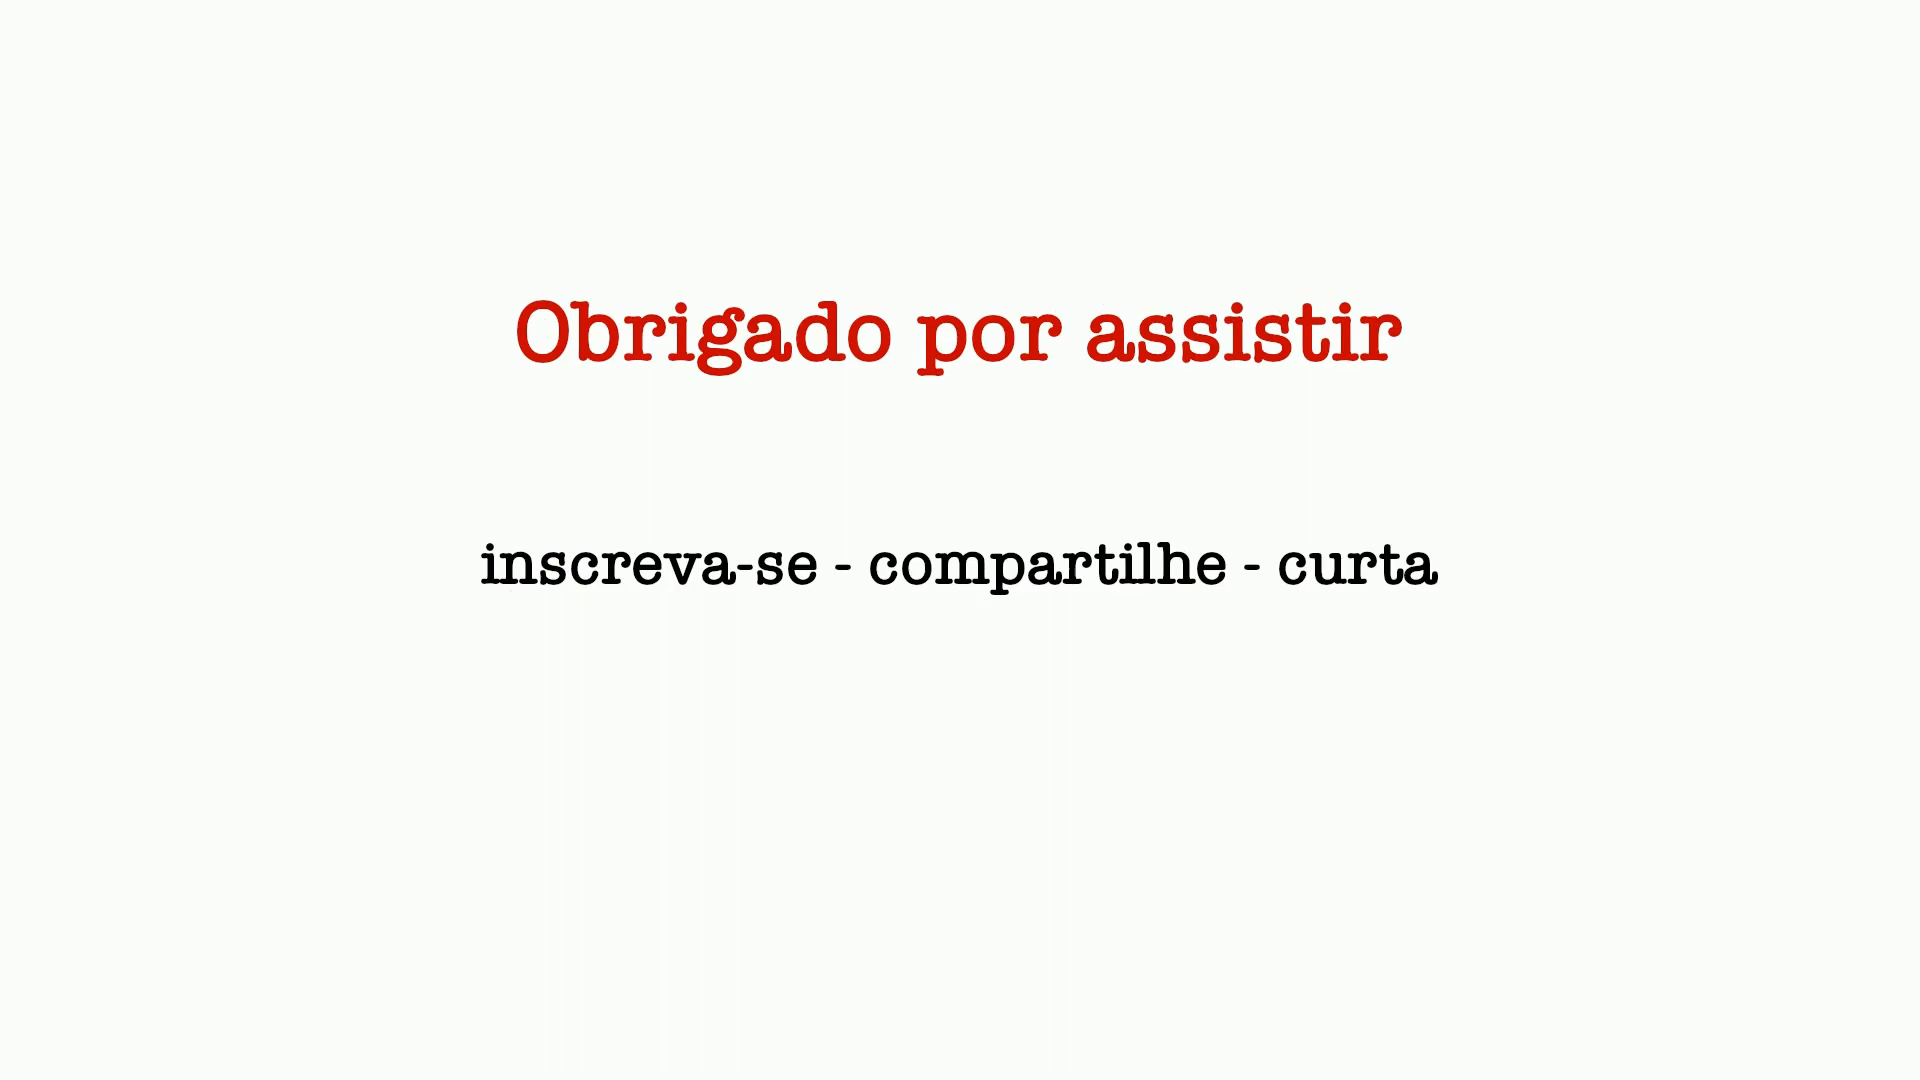 Obrigado por assistir
inscreva-se - compartilhe - curta